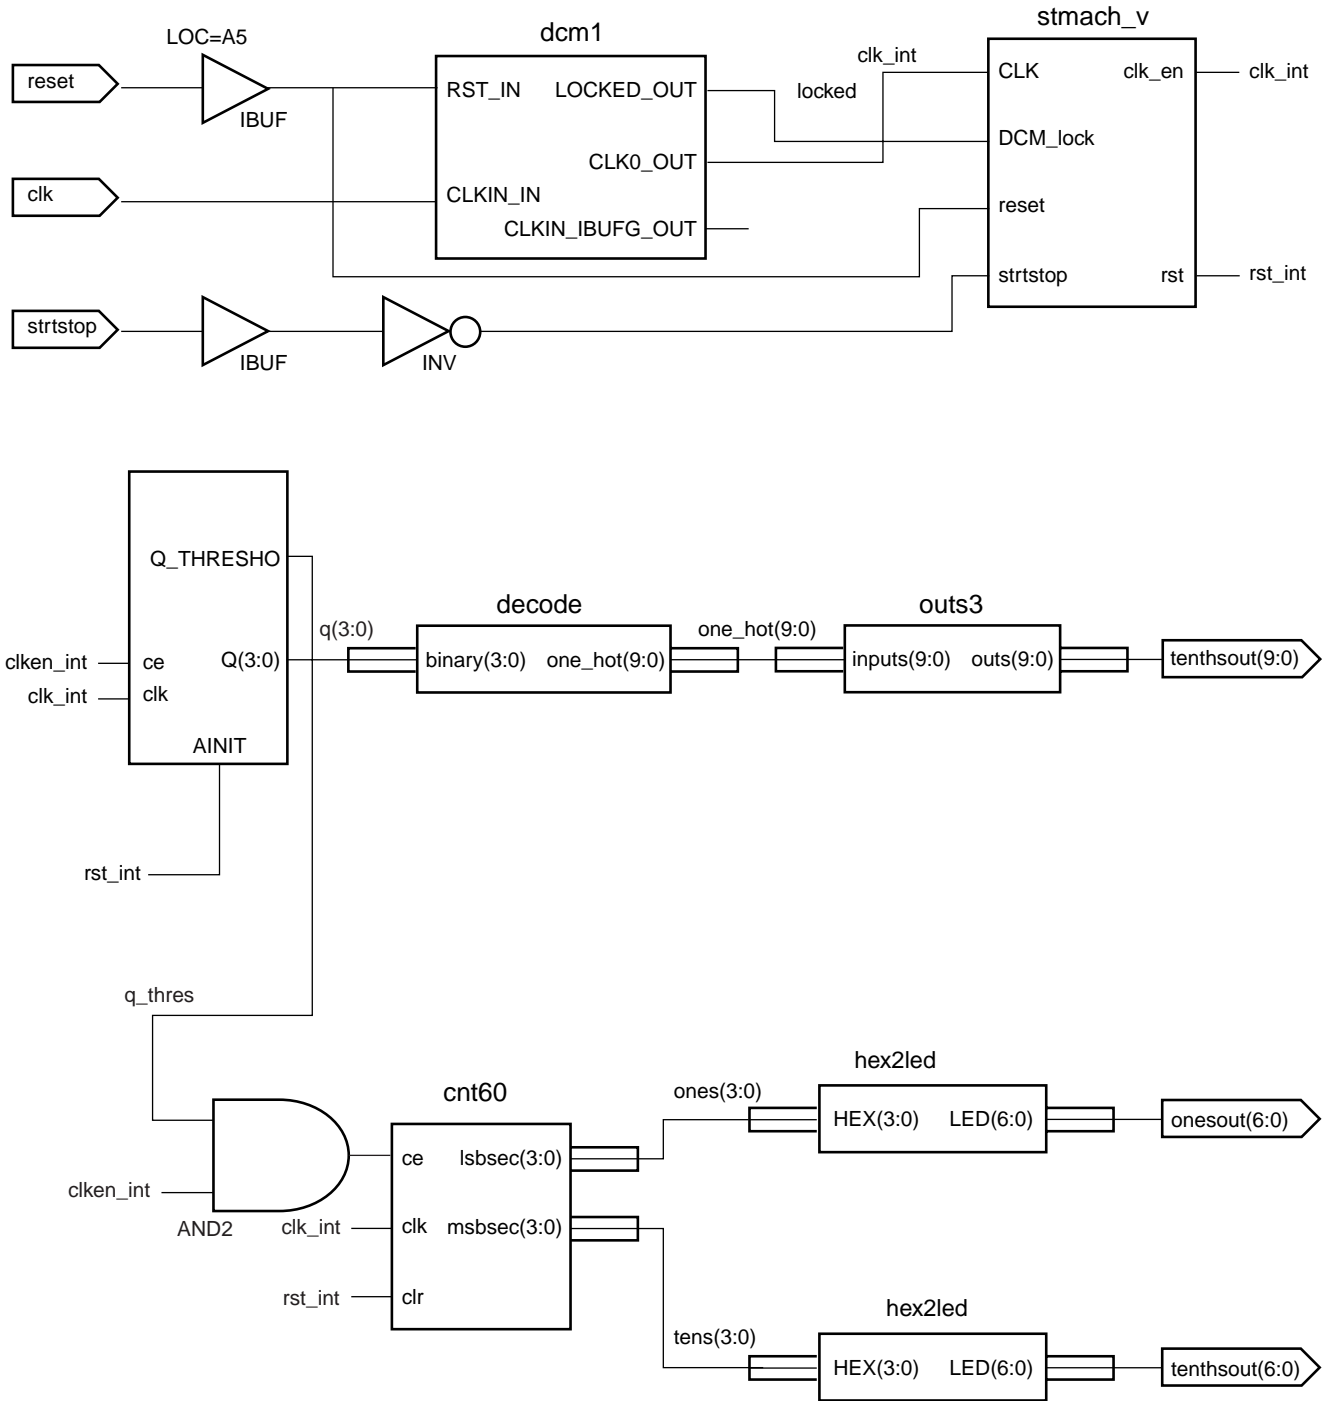 LOC=A5
dcm1
stmach_v
reset
IBUF
RST_IN
LOCKED_OUT
clk_int
locked
CLK
clk_en
clk_int
CLK0_OUT
DCM_lock
clk
CLKIN_IN
CLKIN_IBUFG_OUT
reset
strtstop
rst
rst_int
strtstop
IBUF
INV
Q_THRESHO
decode
outs3
q(3:0)
one_hot(9:0)
clken_int
ce
Q(3:0)
binary(3:0)
one_hot(9:0)
inputs(9:0)
outs(9:0)
tenthsout(9:0)
clk_int
clk
AINIT
rst_int
q_thres
cnt60
hex2led
ones(3:0)
HEX(3:0)
LED(6:0)
onesout(6:0)
ce
lsbsec(3:0)
clken_int
AND2
clk_int
clk
msbsec(3:0)
rst_int
clr
hex2led
tens(3:0)
HEX(3:0)
LED(6:0)
tenthsout(6:0)